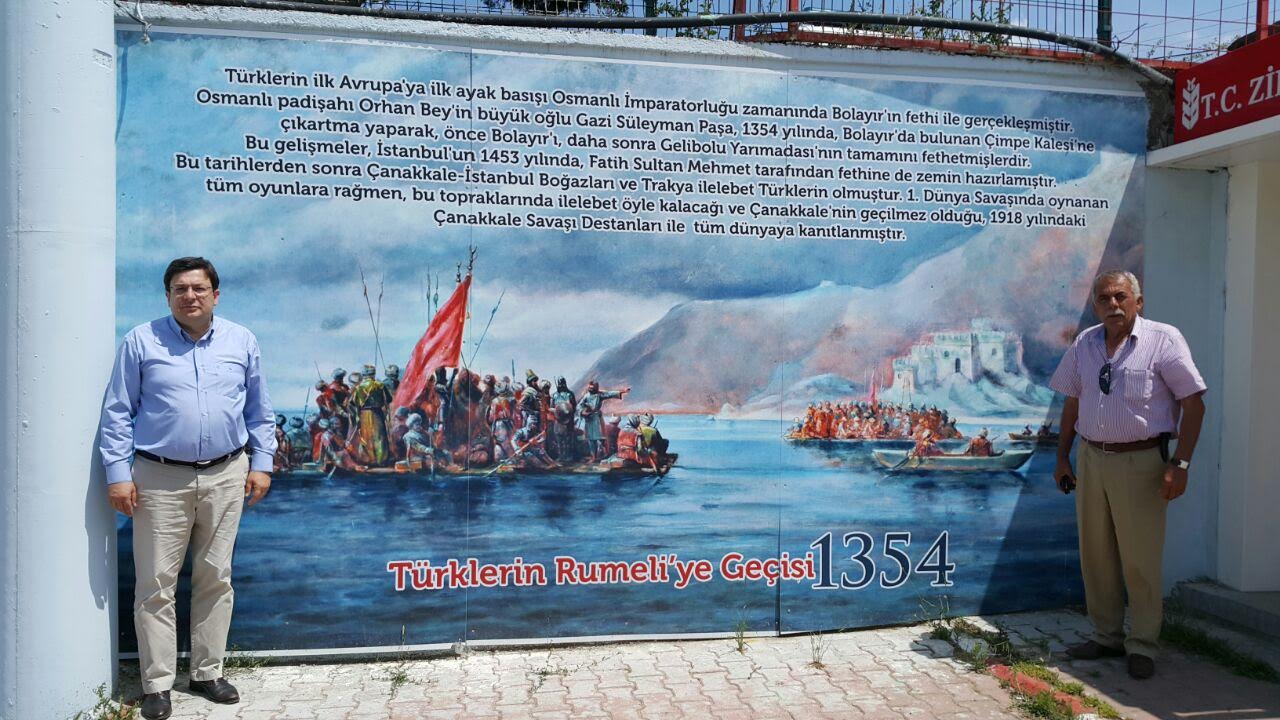 Türklerin ilk Avrupa'ya ilk ayak basışı Osmanlı İmparatorluğu zamanında Bolayır'ın fethi ile gerçekleşmiştir.
Osmanlı padişahı Orhan Bey'in büyük oğlu Gazi Süleyman Paşa, 1354 yılında, Bolayır'da bulunan Çimpe Kalesi'ne
çıkartma yaparak, önce Bolayır'ı, daha sonra Gelibolu Yarımadası'nın tamamını fethetmişlerdir.
Bu gelişmeler, İstanbul'un 1453 yılında, Fatih Sultan Mehmet tarafından fethine de zemin hazırlamıştır.
Bu tarihlerden sonra Çanakkale-İstanbul Boğazları ve Trakya ilelebet Türklerin olmuştur. 1. Dünya Savaşında oynanan
tüm oyunlara rağmen, bu topraklarında ilelebet öyle kalacağı ve Çanakkale'nin geçilmez olduğu, 1918 yılındaki
Çanakkale Savaşı Destanları ile tüm dünyaya kanıtlanmıştır.
Türklerin Rumeli'ye Geçişi 1354
T.C. Zİ